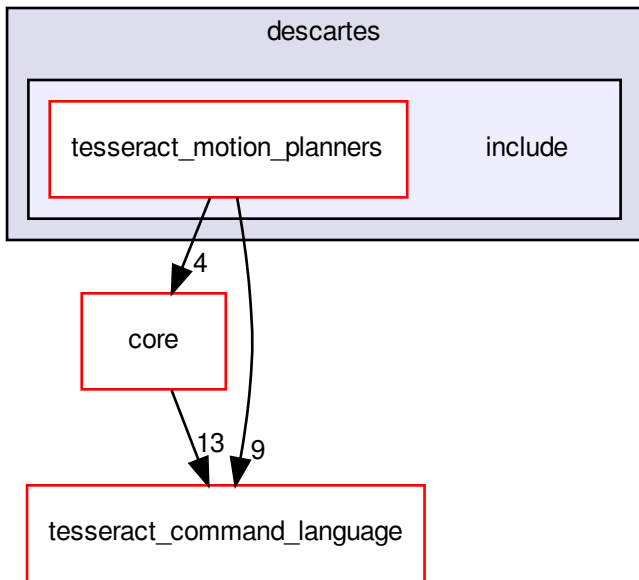 descartes
tesseract_motion_planners
include
4
core
13
9
tesseract_command_language